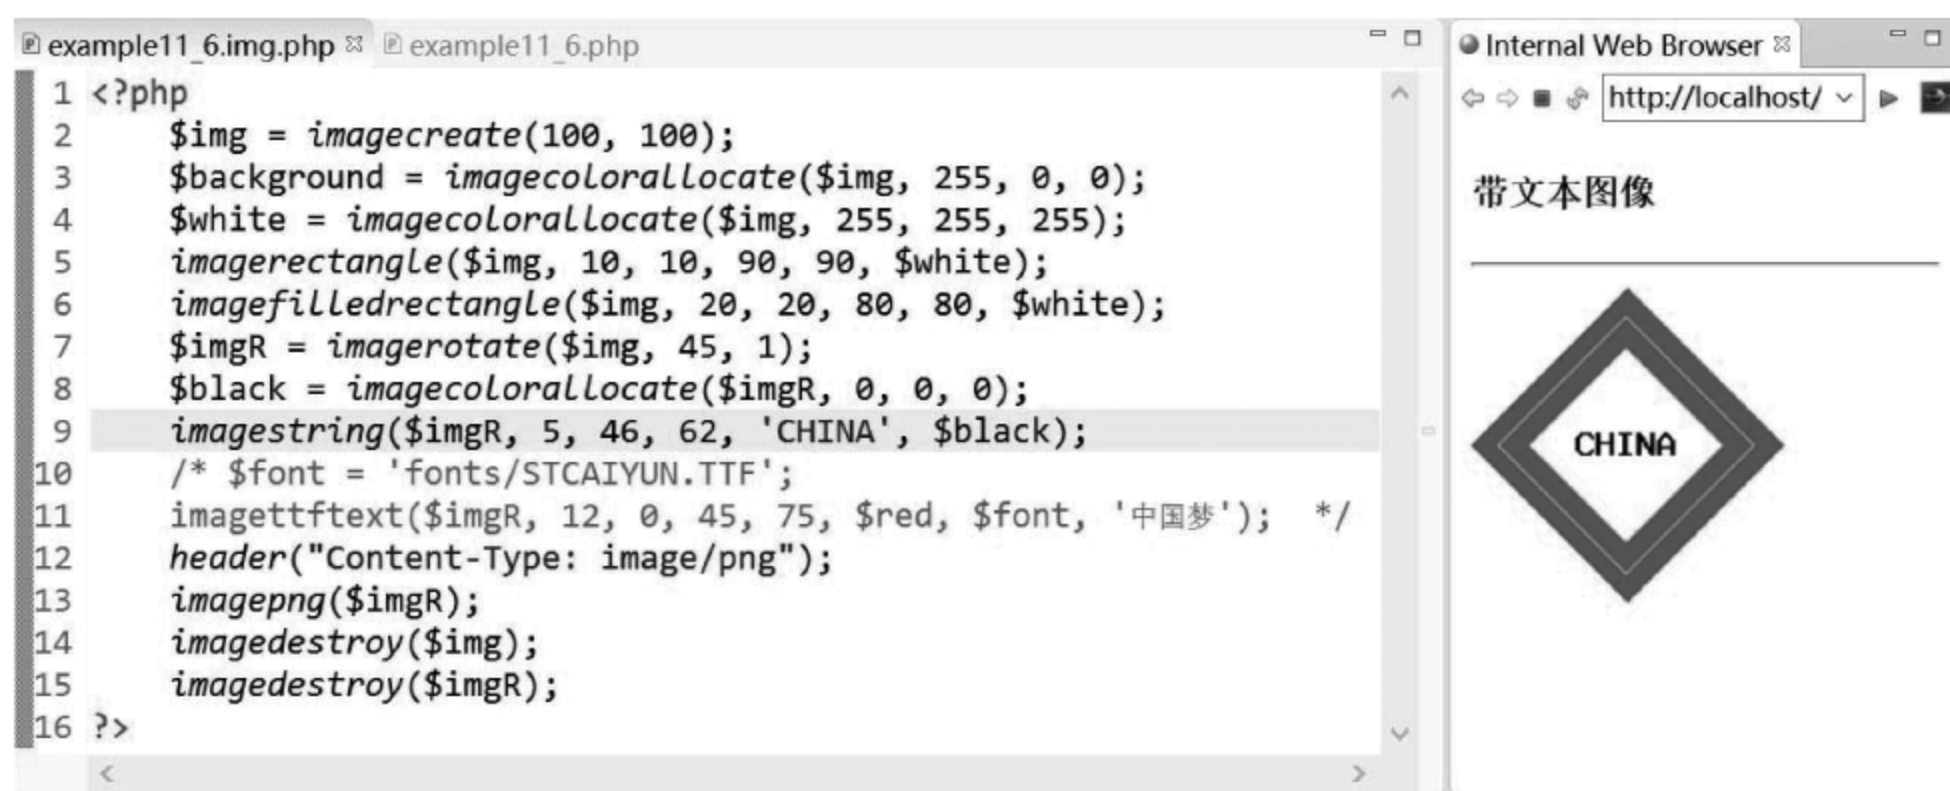 example11_6.img.php
example11_6.php
1 <?php
2     $img = imagecreate(100, 100);
3     $background = imagecolorallocate($img, 255, 0, 0);
4     $white = imagecolorallocate($img, 255, 255, 255);
5     imagerectangle($img, 10, 10, 90, 90, $white);
6     imagefilledrectangle($img, 20, 20, 80, 80, $white);
7     $imgR = imagerotate($img, 45, 1);
8     $black = imagecolorallocate($imgR, 0, 0, 0);
9     imagestring($imgR, 5, 46, 62, 'CHINA', $black);
10     /* $font = 'fonts/STCAIYUN.TTF';
11     imagettftext($imgR, 12, 0, 45, 75, $red, $font, '中国梦');  */
12     header("Content-Type: image/png");
13     imagepng($imgR);
14     imagedestroy($img);
15     imagedestroy($imgR);
16 ?>
Internal Web Browser
http://localhost/
带文本图像
CHINA